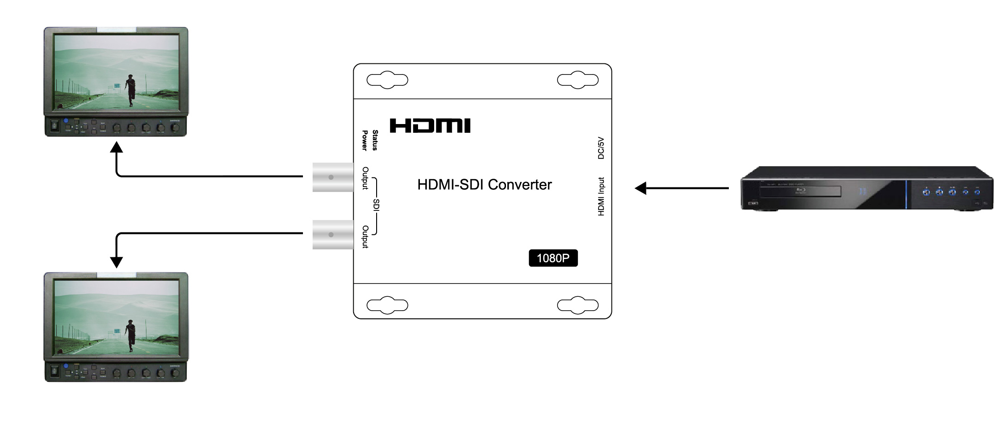 HDMI
Status
Power
Output
SDI
Output
HDMI-SDI Converter
DC/5V
HDMI Input
1080P